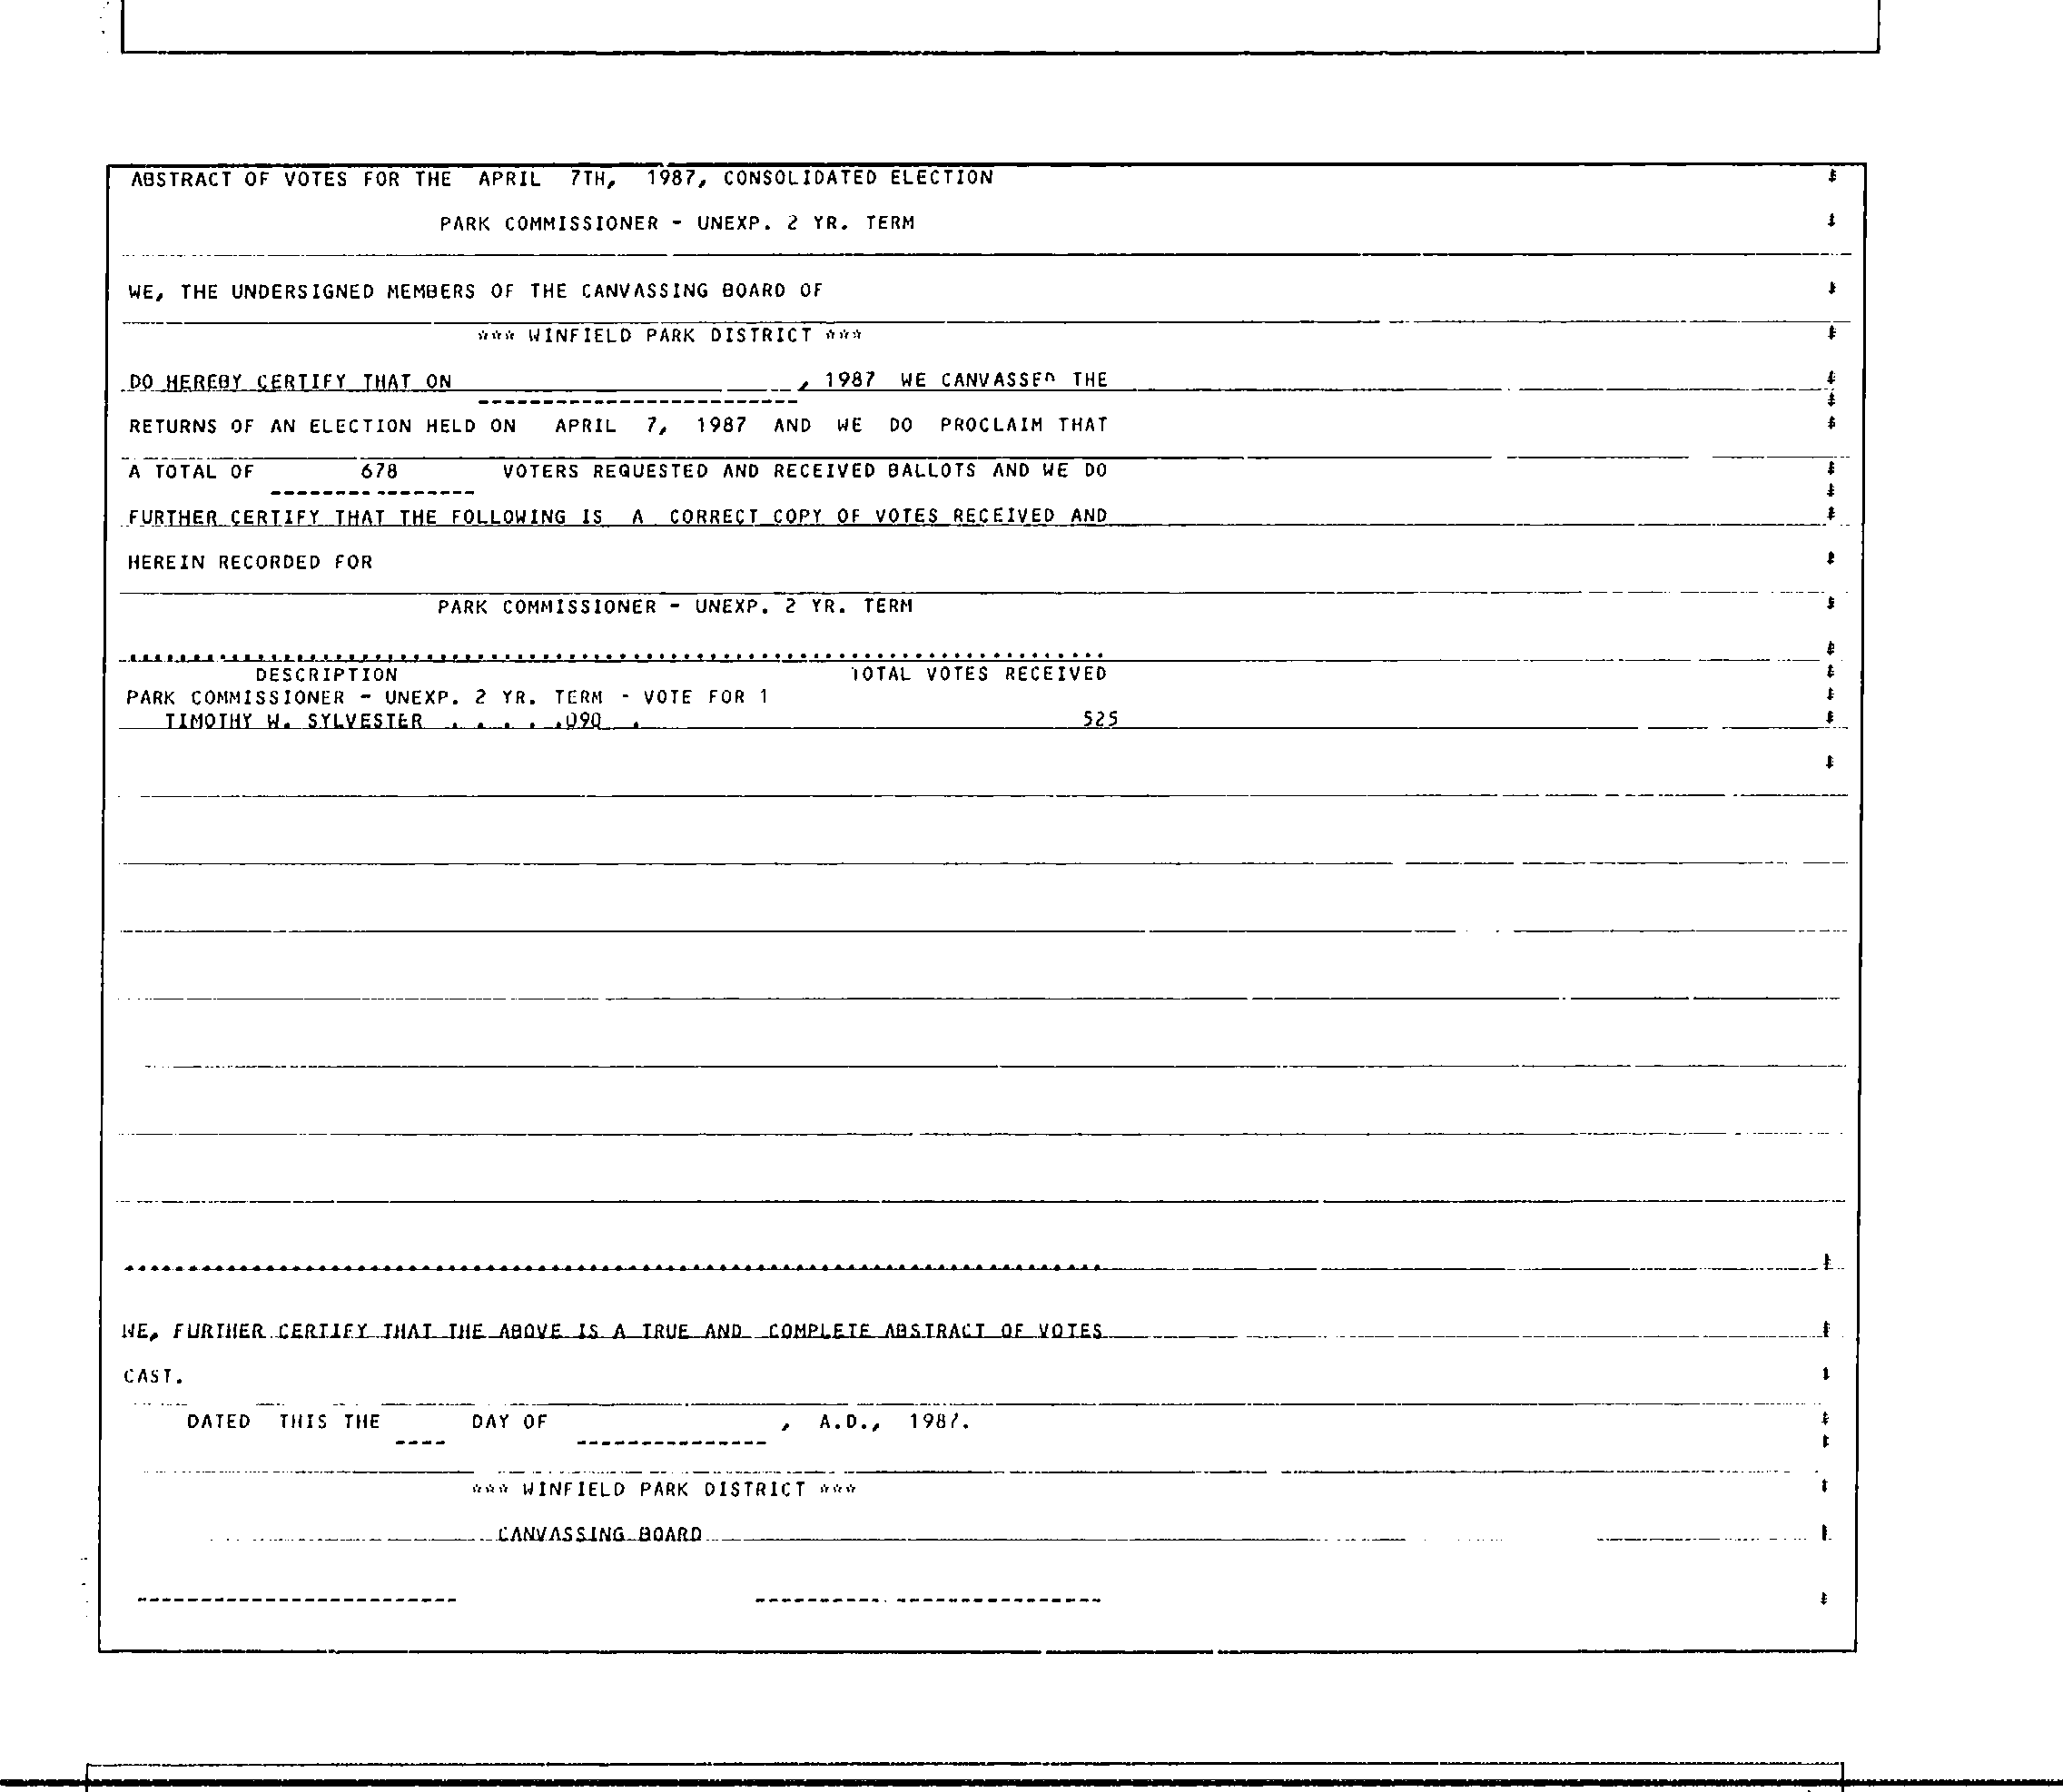 ABSTRACT OF VOTES FOR THE APRIL 7TH, 1987, CONSOLIDATED ELECTION
PARK COMMISSIONER - UNEXP. 2 YR. TERM
WE, THE UNDERSIGNED MEMBERS OF THE CANVASSING BOARD OF
*** WINFIELD PARK DISTRICT ***
DO HEREBY CERTIFY THAT ON , 1987 WE CANVASSED THE
RETURNS OF AN ELECTION HELD ON APRIL 7, 1987 AND WE DO PROCLAIM THAT
A TOTAL OF 678 VOTERS REQUESTED AND RECEIVED BALLOTS AND WE DO
FURTHER CERTIFY THAT THE FOLLOWING IS A CORRECT COPY OF VOTES RECEIVED AND
HEREIN RECORDED FOR
PARK COMMISSIONER - UNEXP. 2 YR. TERM
DESCRIPTION TOTAL VOTES RECEIVED
PARK COMMISSIONER - UNEXP. 2 YR. TERM - VOTE FOR 1
TIMOTHY W. SYLVESTER . . . . .090 . 525
WE, FURTHER CERTIFY THAT THE ABOVE IS A TRUE AND COMPLETE ABSTRACT OF VOTES
CAST.
DATED THIS THE DAY OF , A.D., 1987.
*** WINFIELD PARK DISTRICT ***
CANVASSING BOARD